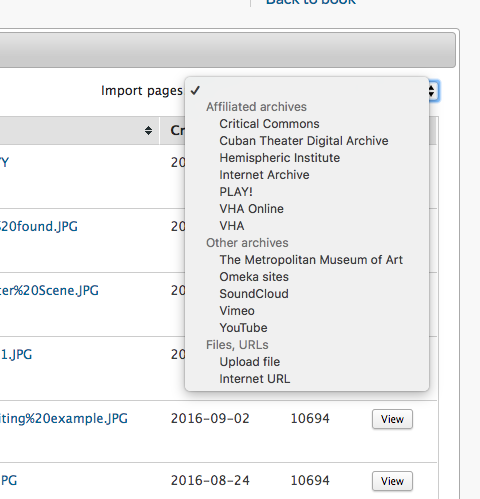 Back to book
Import pages ✓
Affiliated archives
Critical Commons
Cuban Theater Digital Archive
Hemispheric Institute
Internet Archive
PLAY!
VHA Online
VHA
Other archives
The Metropolitan Museum of Art
Omeka sites
SoundCloud
Vimeo
YouTube
Files, URLs
Upload file
Internet URL
Cr
Y 20
%20found.JPG 20
ter%20Scene.JPG 20
1.JPG 20
iting%20example.JPG 2016-09-02 10694 View
PG 2016-08-24 10694 View